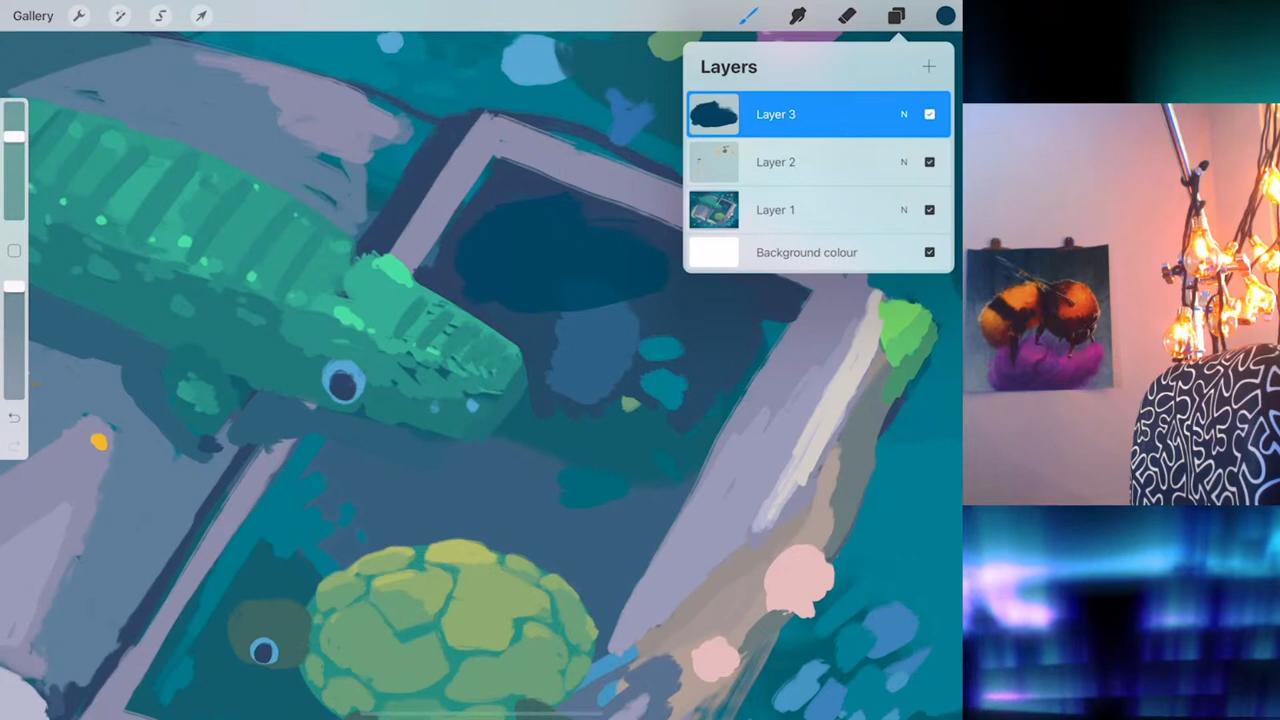 Gallery
Layers
Layer 3 N
Layer 2 N
Layer 1 N
Background colour